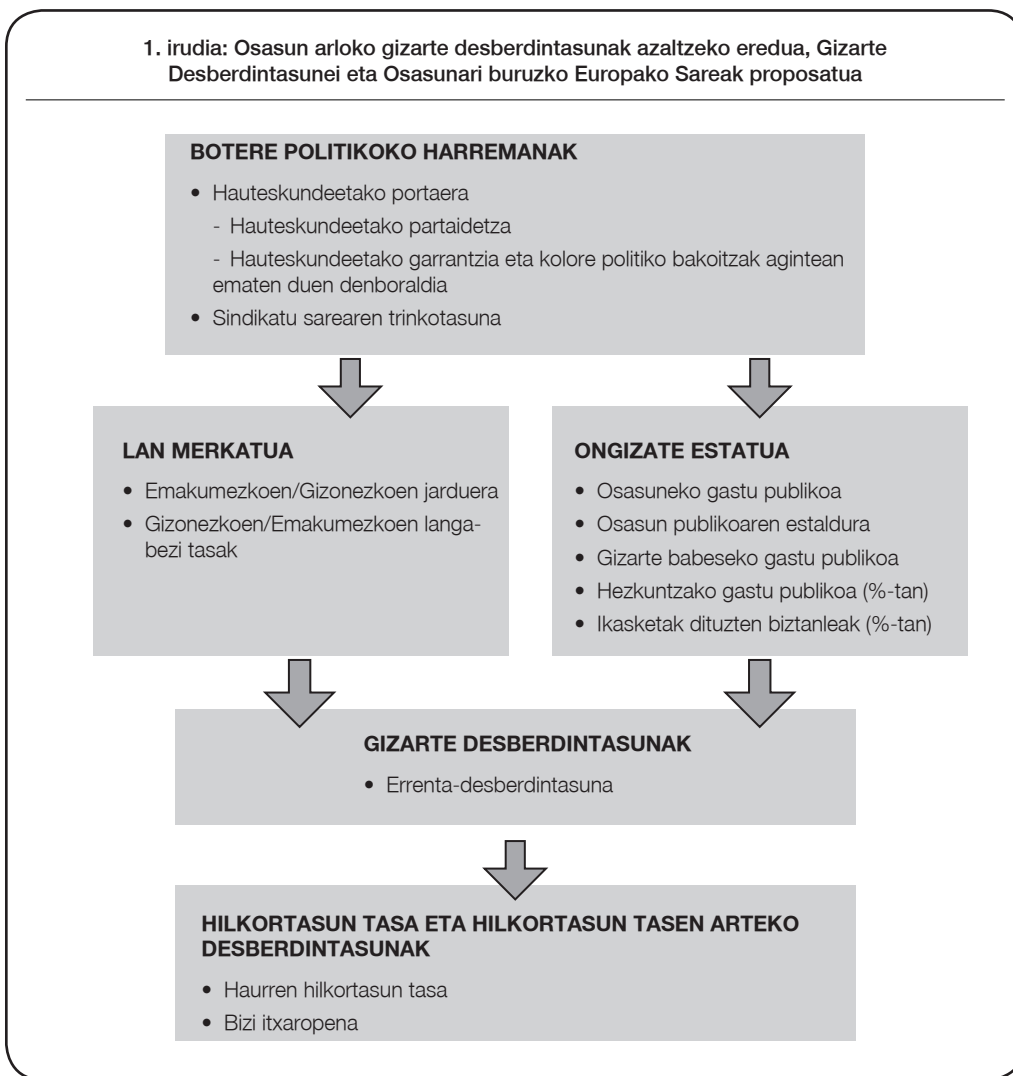 1. irudia: Osasun arloko gizarte desberdintasunak azaltzeko eredua, Gizarte
Desberdintasunei eta Osasunari buruzko Europako Sareak proposatua
BOTERE POLITIKOKO HARREMANAK
• Hauteskundeetako portaera
- Hauteskundeetako partaidetza
- Hauteskundeetako garrantzia eta kolore politiko bakoitzak agintean
ematen duen denboraldia
• Sindikatu sarearen trinkotasuna
LAN MERKATUA
• Emakumezkoen/Gizonezkoen jarduera
• Gizonezkoen/Emakumezkoen langa-
bezi tasak
ONGIZATE ESTATUA
• Osasuneko gastu publikoa
• Osasun publikoaren estaldura
• Gizarte babeseko gastu publikoa
• Hezkuntzako gastu publikoa (%-tan)
• Ikasketak dituzten biztanleak (%-tan)
GIZARTE DESBERDINTASUNAK
• Errenta-desberdintasuna
HILKORTASUN TASA ETA HILKORTASUN TASEN ARTEKO
DESBERDINTASUNAK
• Haurren hilkortasun tasa
• Bizi itxaropena